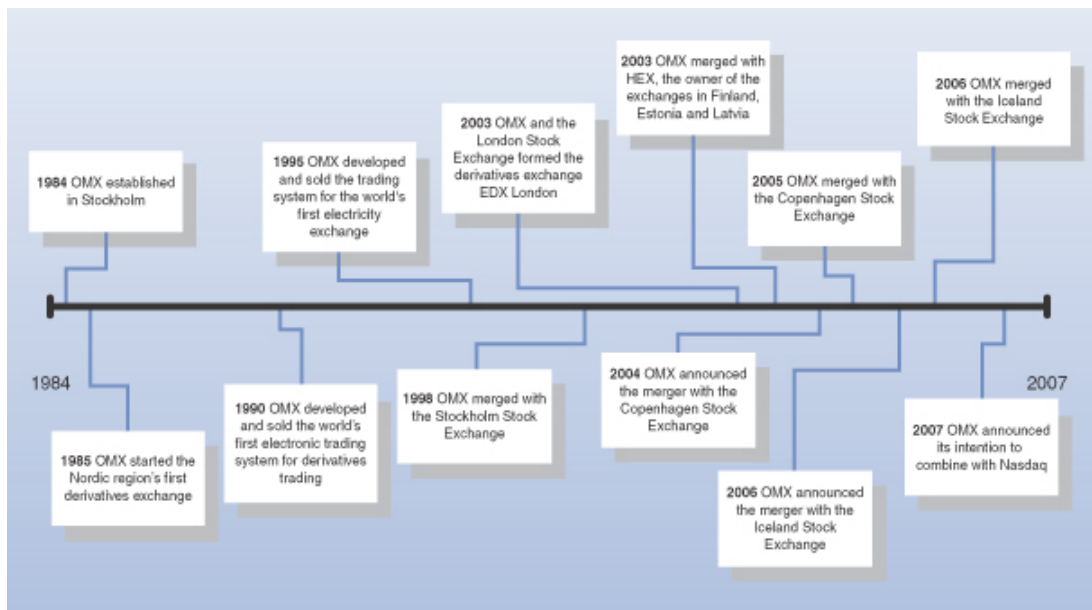 1984 OMX established
in Stockholm
1995 OMX developed
and sold the trading
system for the world's
first electricity
exchange
2003 OMX and the
London Stock
Exchange formed the
derivatives exchange
EDX London
2003 OMX merged with
HEX, the owner of the
exchanges in Finland,
Estonia and Latvia
2005 OMX merged with
the Copenhagen Stock
Exchange
2006 OMX merged
with the Iceland
Stock Exchange
1984
2007
1985 OMX started the
Nordic region's first
derivatives exchange
1990 OMX developed
and sold the world's
first electronic trading
system for derivatives
trading
1998 OMX merged with
the Stockholm Stock
Exchange
2004 OMX announced
the merger with the
Copenhagen Stock
Exchange
2006 OMX announced
the merger with the
Iceland Stock
Exchange
2007 OMX announced
its intention to
combine with Nasdaq